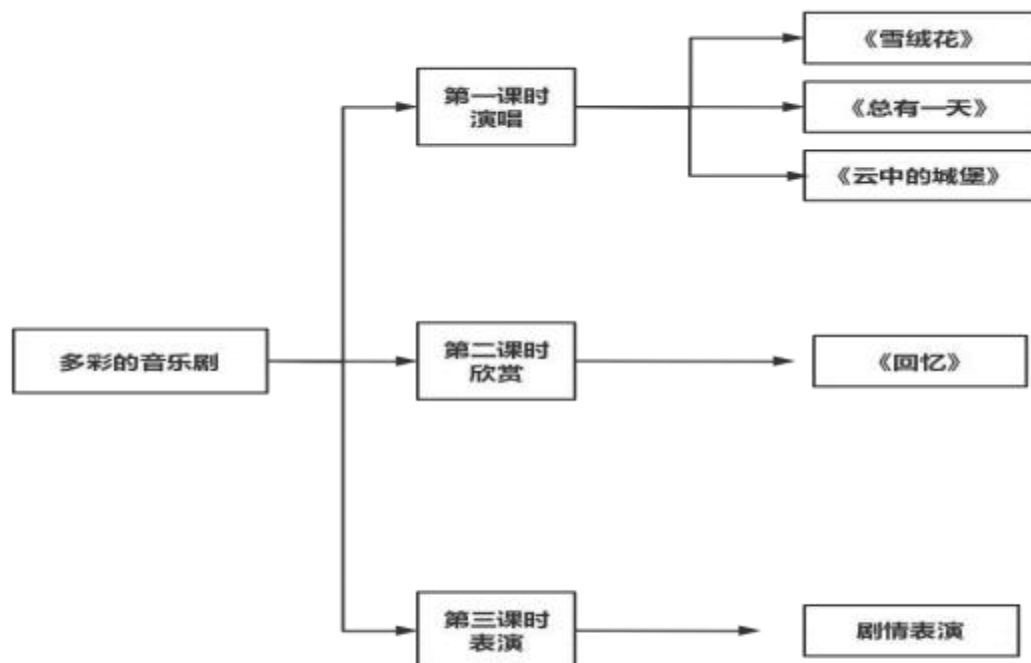 多彩的音乐剧
第一课时
演唱
《雪绒花》
《总有一天》
《云中的城堡》
第二课时
欣赏
《回忆》
第三课时
表演
剧情表演